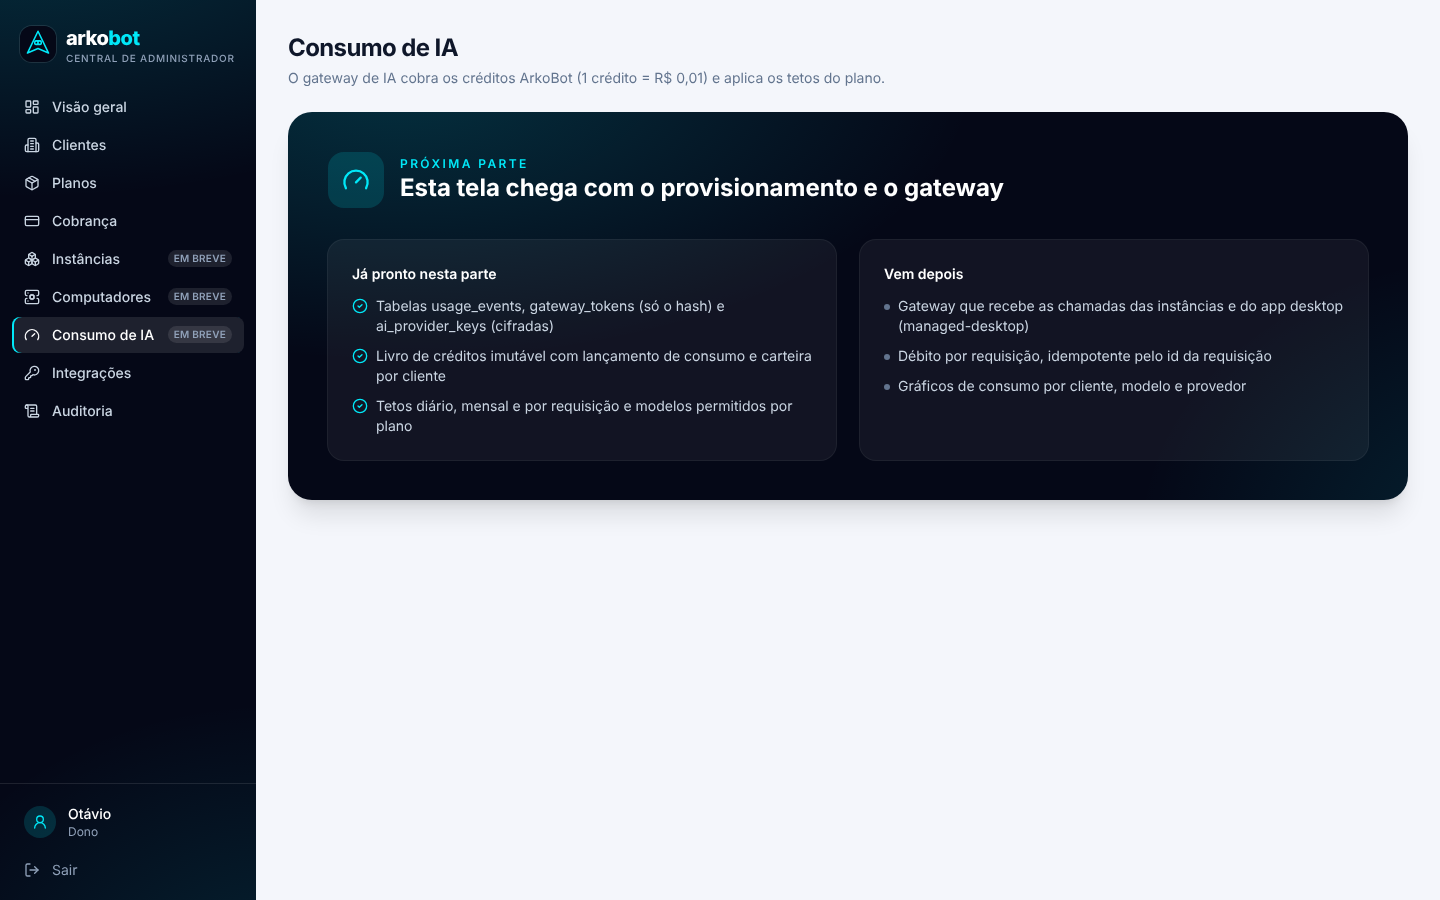 arkobot
CENTRAL DE ADMINISTRADOR
Visão geral
Clientes
Planos
Cobrança
Instâncias EM BREVE
Computadores EM BREVE
Consumo de IA EM BREVE
Integrações
Auditoria
Otávio
Dono
Sair
Consumo de IA
O gateway de IA cobra os créditos ArkoBot (1 crédito = R$ 0,01) e aplica os tetos do plano.
PRÓXIMA PARTE
Esta tela chega com o provisionamento e o gateway
Já pronto nesta parte
Tabelas usage_events, gateway_tokens (só o hash) e
ai_provider_keys (cifradas)
Livro de créditos imutável com lançamento de consumo e carteira
por cliente
Tetos diário, mensal e por requisição e modelos permitidos por
plano
Vem depois
Gateway que recebe as chamadas das instâncias e do app desktop
(managed-desktop)
Débito por requisição, idempotente pelo id da requisição
Gráficos de consumo por cliente, modelo e provedor